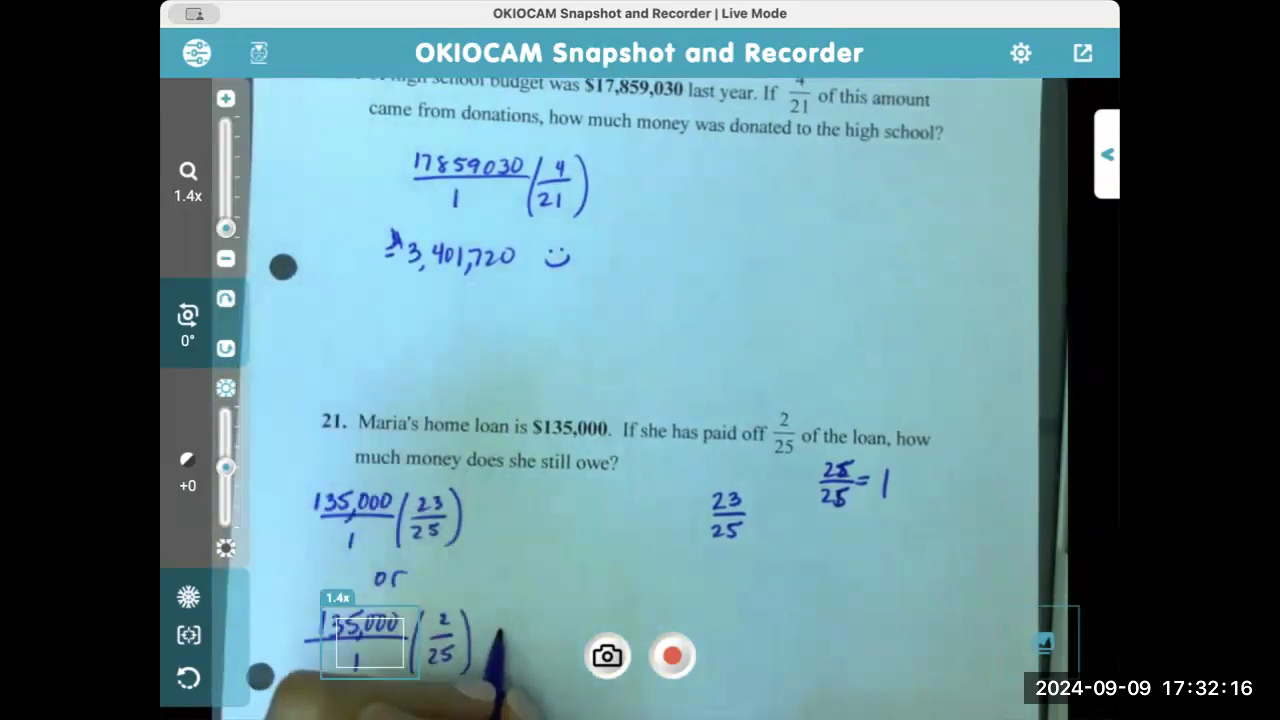 OKIOCAM Snapshot and Recorder | Live Mode
OKIOCAM Snapshot and Recorder
high school budget was $17,859,030 last year. If 4/21 of this amount
came from donations, how much money was donated to the high school?
17859030/1 (4/21)
1.4x
3,401,720
0°
21. Maria's home loan is $135,000. If she has paid off 2/25 of the loan, how
much money does she still owe?
25/25 = 1
+0
135,000/1 (23/25)
23/25
or
1.4x
135,000/1 (2/25)
2024-09-09 17:32:16